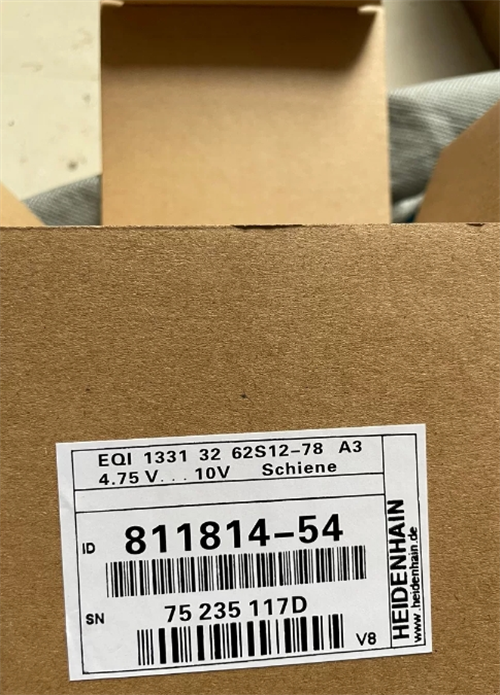 EQI 1331 32 62S12-78 A3
4.75 V... 10V Schiene
ID 811814-54
SN 75 235 117D
V8
HEIDENHAIN
www.heidenhain.de